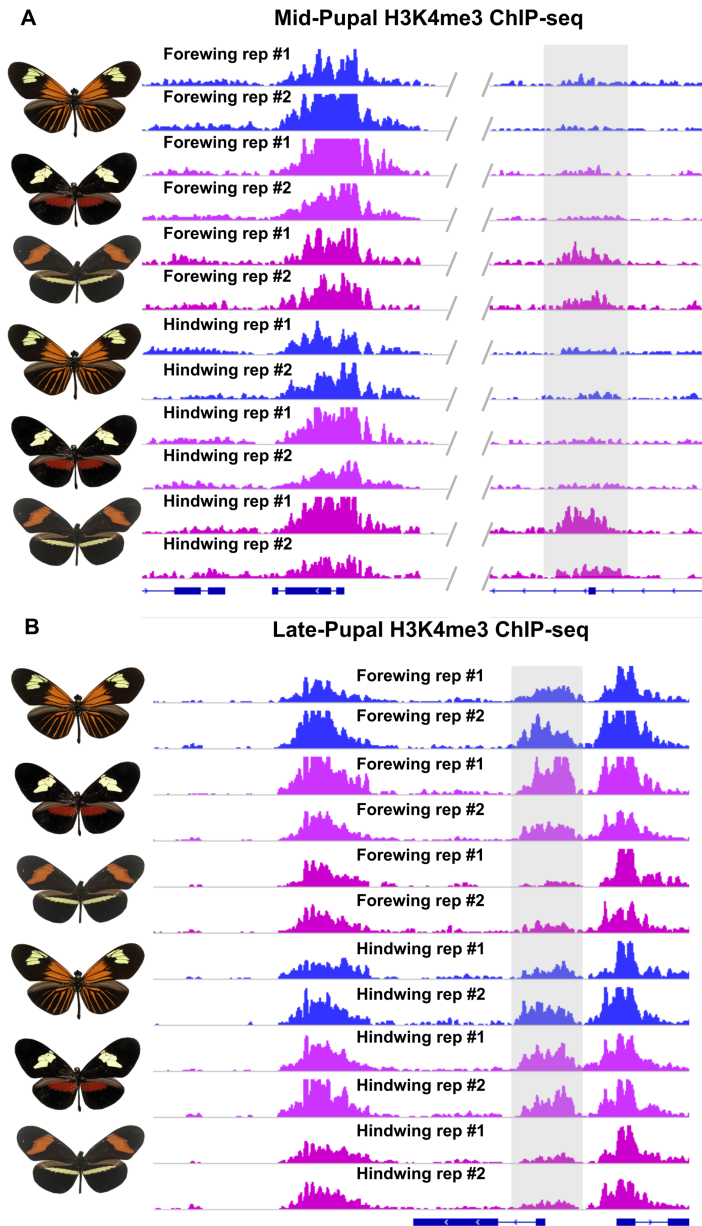 A
Mid-Pupal H3K4me3 ChIP-seq
Forewing rep #1
Forewing rep #2
Forewing rep #1
Forewing rep #2
Forewing rep #1
Forewing rep #2
Hindwing rep #1
Hindwing rep #2
Hindwing rep #1
Hindwing rep #2
Hindwing rep #1
Hindwing rep #2
B
Late-Pupal H3K4me3 ChIP-seq
Forewing rep #1
Forewing rep #2
Forewing rep #1
Forewing rep #2
Forewing rep #1
Forewing rep #2
Hindwing rep #1
Hindwing rep #2
Hindwing rep #1
Hindwing rep #2
Hindwing rep #1
Hindwing rep #2